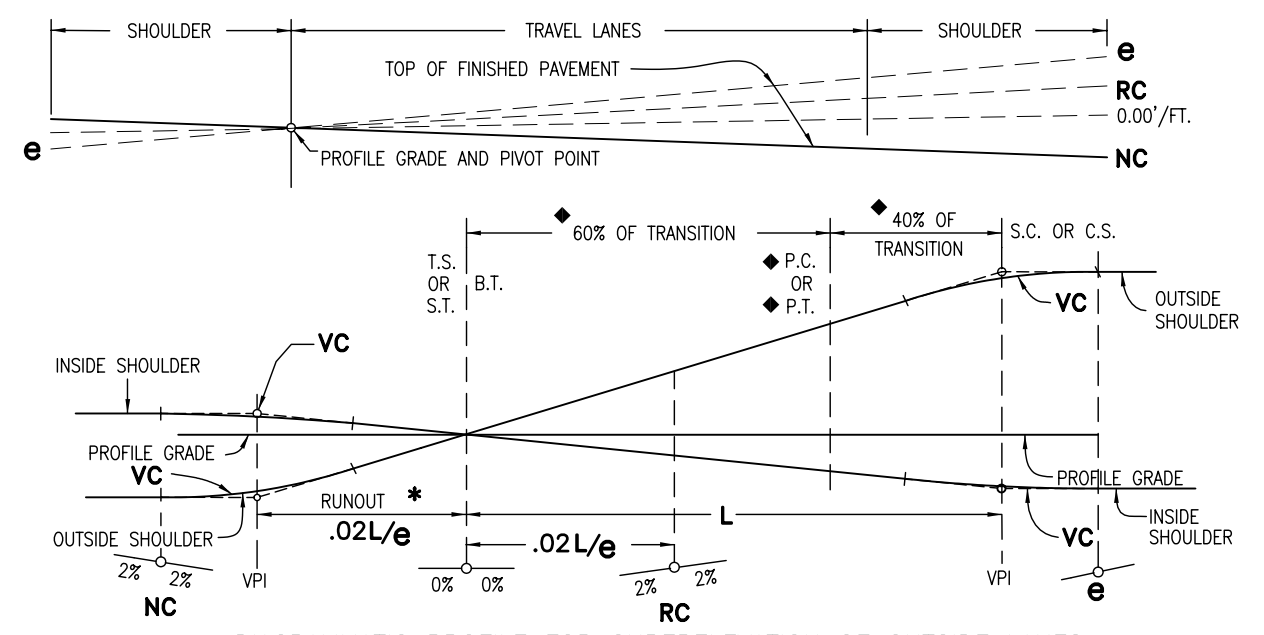 SHOULDER
TRAVEL LANES
SHOULDER
TOP OF FINISHED PAVEMENT
e
RC
0.00'/FT.
NC
e
PROFILE GRADE AND PIVOT POINT
◆ 60% OF TRANSITION
◆ 40% OF
TRANSITION
S.C. OR C.S.
T.S.
OR
S.T.
B.T.
◆ P.C.
OR
◆ P.T.
VC
OUTSIDE
SHOULDER
VC
INSIDE SHOULDER
PROFILE GRADE
VC
PROFILE GRADE
RUNOUT *
.02L/e
L
INSIDE
SHOULDER
OUTSIDE SHOULDER
.02L/e
VC
2% 2%
NC
VPI
0% 0%
2% 2%
RC
VPI
e